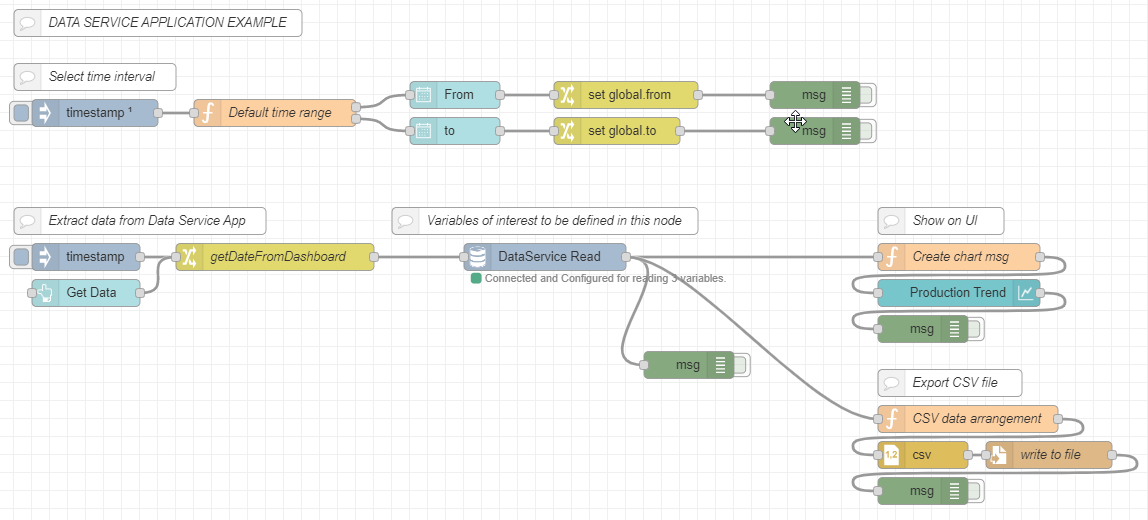 DATA SERVICE APPLICATION EXAMPLE
Select time interval
timestamp ¹
Default time range
From
set global.from
msg
to
set global.to
msg
Extract data from Data Service App
Variables of interest to be defined in this node
Show on UI
timestamp
getDateFromDashboard
DataService Read
Create chart msg
Connected and Configured for reading 3 variables.
Get Data
Production Trend
msg
msg
Export CSV file
CSV data arrangement
1,2
csv
write to file
msg